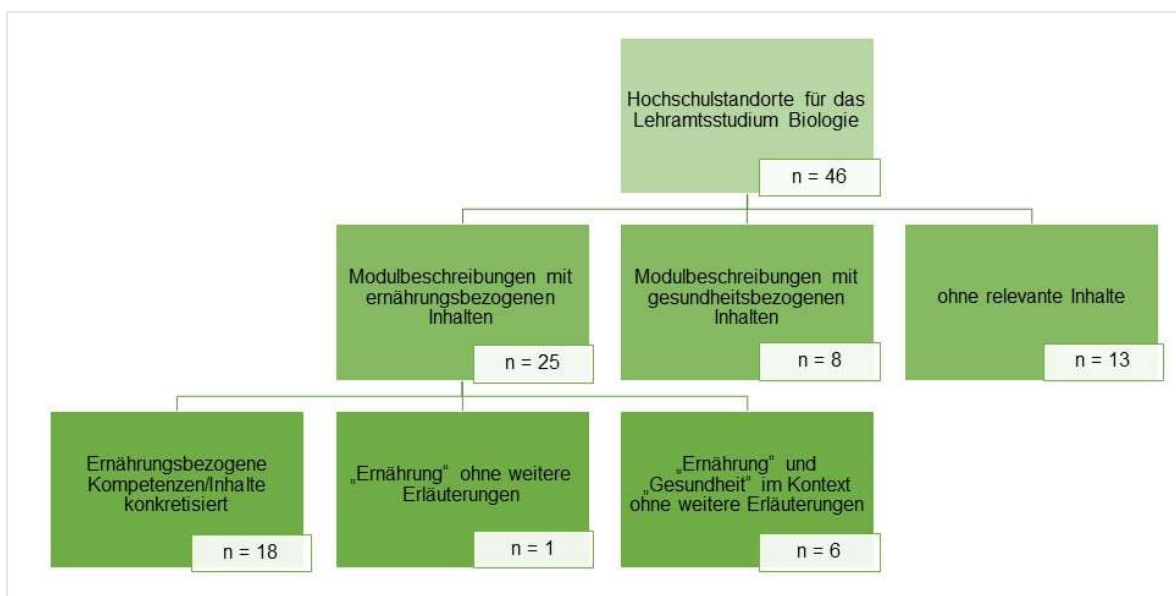 Hochschulstandorte für das
Lehramtsstudium Biologie
n = 46
Modulbeschreibungen mit
ernährungsbezogenen
Inhalten
n = 25
Modulbeschreibungen mit
gesundheitsbezogenen
Inhalten
n = 8
ohne relevante Inhalte
n = 13
Ernährungsbezogene
Kompetenzen/Inhalte
konkretisiert
n = 18
„Ernährung“ ohne weitere
Erläuterungen
n = 1
„Ernährung“ und
„Gesundheit“ im Kontext
ohne weitere Erläuterungen
n = 6